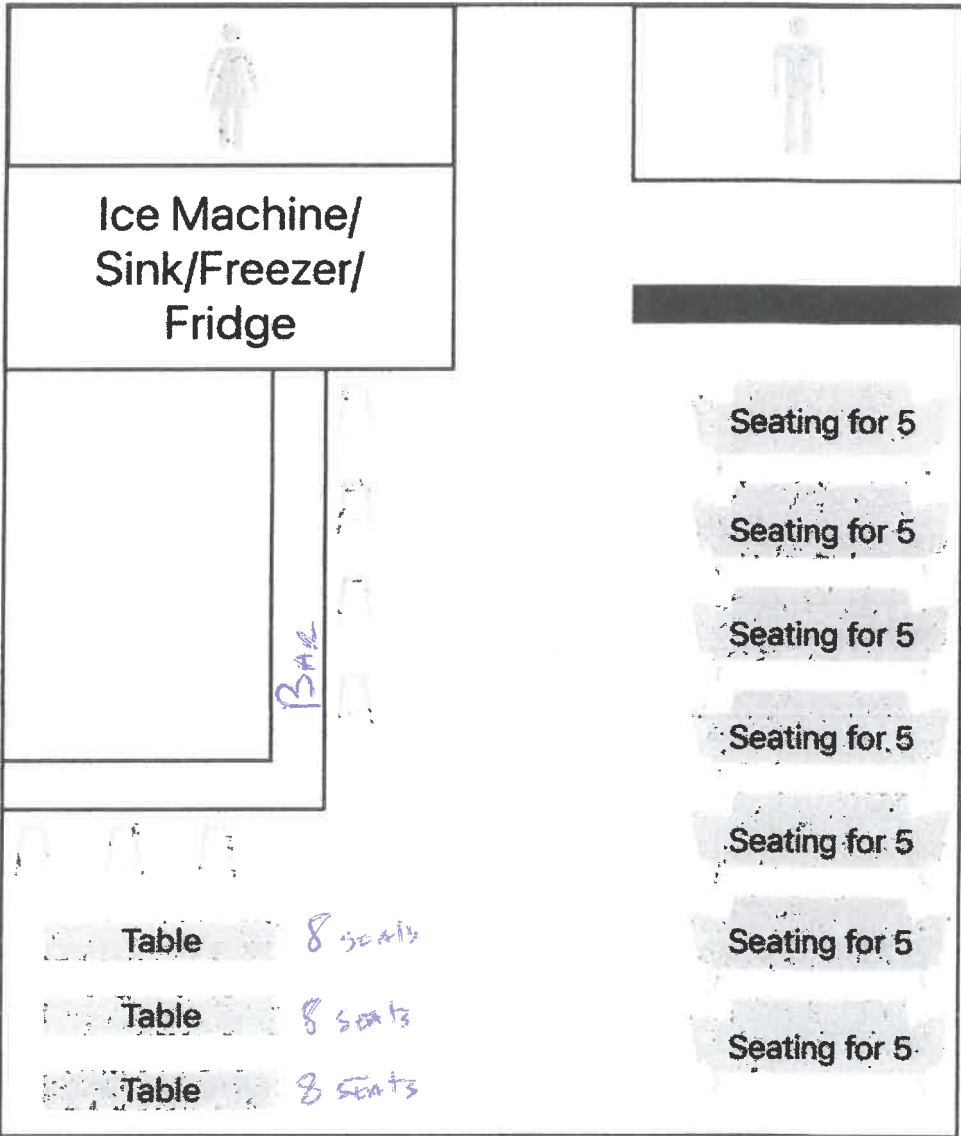 Ice Machine/
Sink/Freezer/
Fridge
BAR
Table 8 seats
Table 8 seats
Table 8 seats
Seating for 5
Seating for 5
Seating for 5
Seating for 5
Seating for 5
Seating for 5
Seating for 5